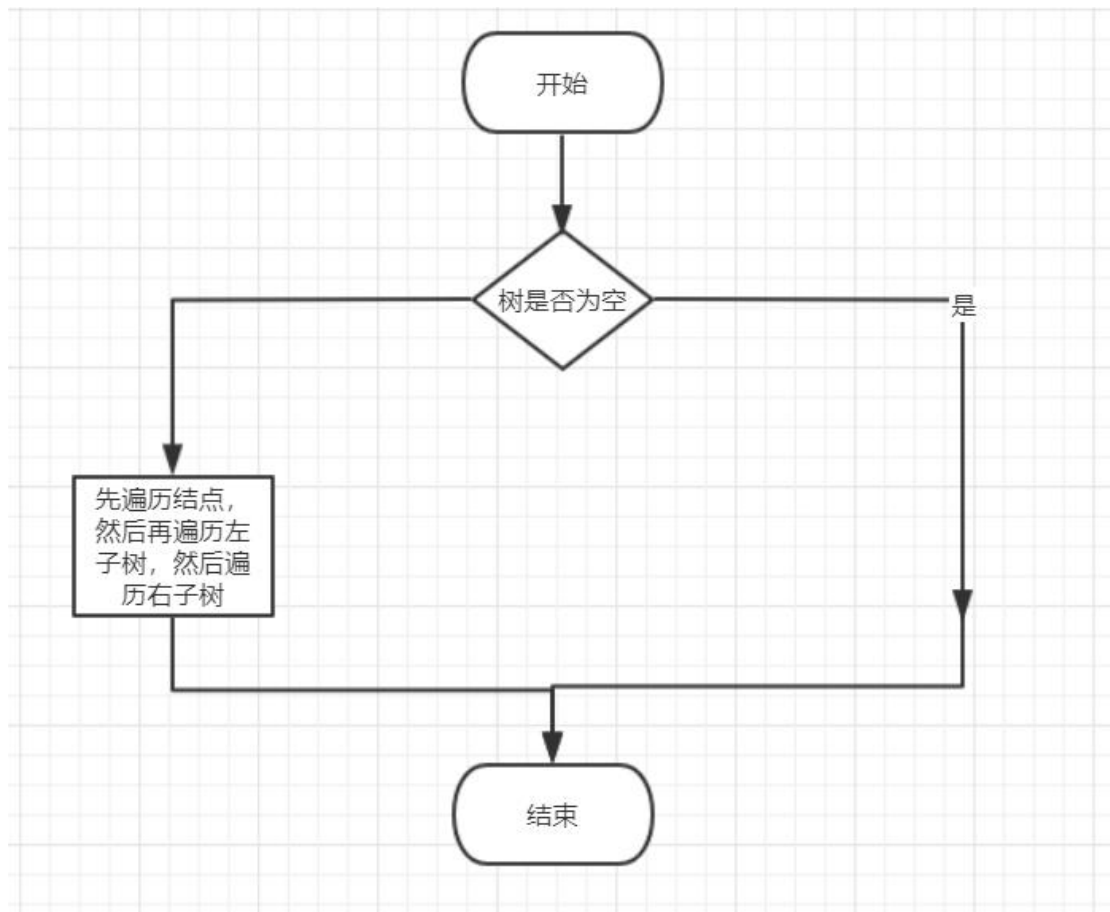 开始
树是否为空
是
先遍历结点，
然后再遍历左
子树，然后遍
历右子树
结束